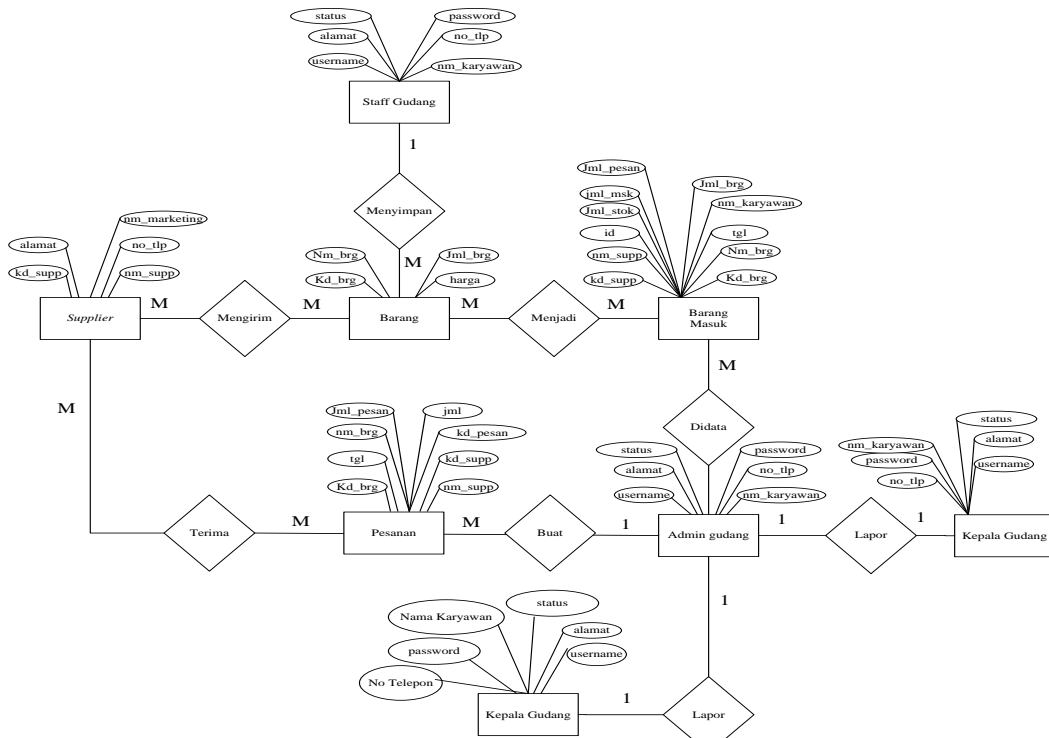 status
password
alamat
no_tlp
username
nm_karyawan
Staff Gudang
1
Menyimpan
M
Jml_pesan
Jml_brg
jml_msk
nm_karyawan
Jml_stok
id
tgl
nm_supp
Nm_brg
kd_supp
Kd_brg
nm_marketing
alamat
no_tlp
kd_supp
nm_supp
Nm_brg
Jml_brg
Kd_brg
harga
Supplier
M
Mengirim
M
Barang
M
Menjadi
M
Barang
Masuk
M
M
Didata
Jml_pesan
jml
nm_brg
kd_pesan
tgl
kd_supp
Kd_brg
nm_supp
status
password
alamat
no_tlp
username
nm_karyawan
status
nm_karyawan
alamat
password
username
no_tlp
Terima
M
Pesanan
M
Buat
1
Admin gudang
1
Lapor
1
Kepala Gudang
1
status
Nama Karyawan
alamat
password
username
No Telepon
Kepala Gudang
1
Lapor